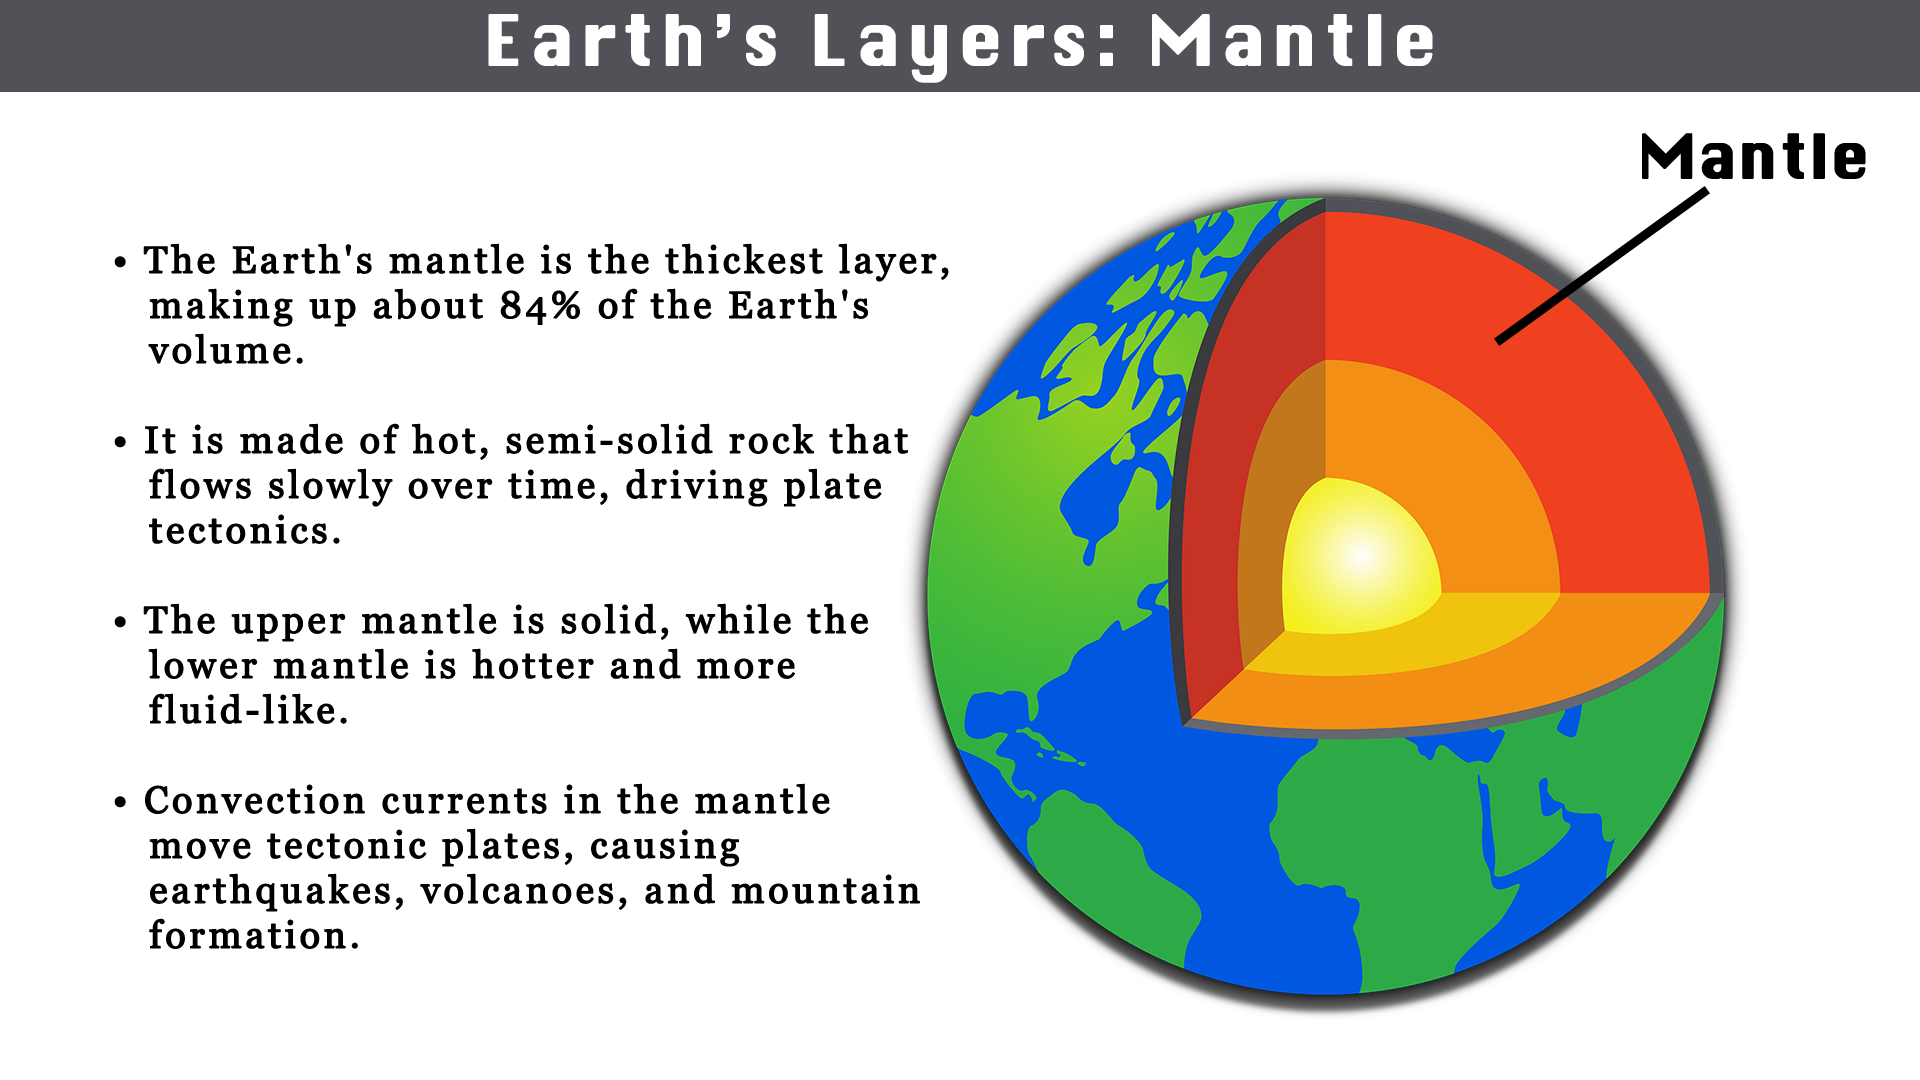 Earth's Layers: Mantle
Mantle
• The Earth's mantle is the thickest layer,
making up about 84% of the Earth's
volume.
• It is made of hot, semi-solid rock that
flows slowly over time, driving plate
tectonics.
• The upper mantle is solid, while the
lower mantle is hotter and more
fluid-like.
• Convection currents in the mantle
move tectonic plates, causing
earthquakes, volcanoes, and mountain
formation.